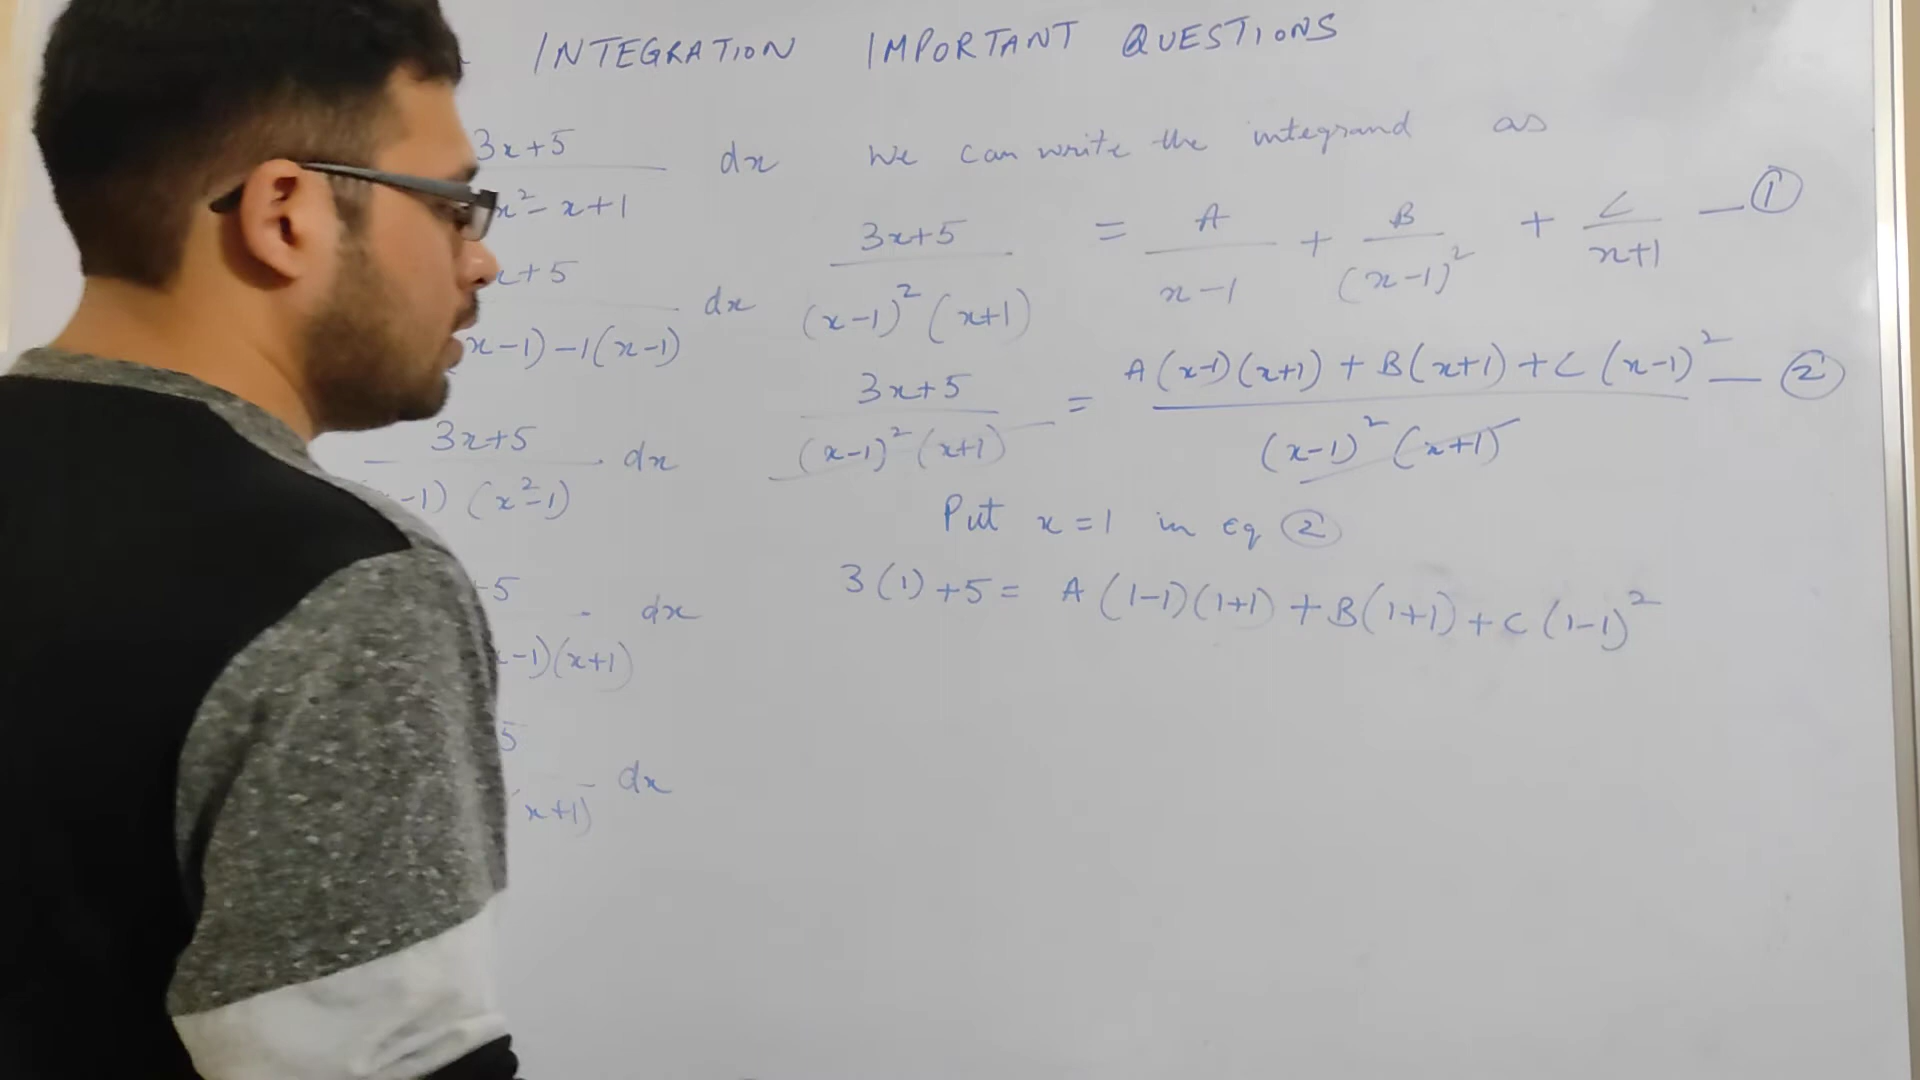 INTEGRATION IMPORTANT QUESTIONS
3x+5
x²-x+1 dx
x+5
x-1)-1(x-1) dx
3x+5
-1) (x²-1) dx
+5
x-1)(x+1) dx
5
x+1) dx
We can write the integrand as
3x+5 / (x-1)² (x+1) = A / x-1 + B / (x-1)² + C / x+1 — ①
3x+5 / (x-1)² (x+1) = A(x-1)(x+1) + B(x+1) + C(x-1)² / (x-1)² (x+1) — ②
Put x=1 in eq ②
3(1)+5 = A(1-1)(1+1) + B(1+1) + C(1-1)²